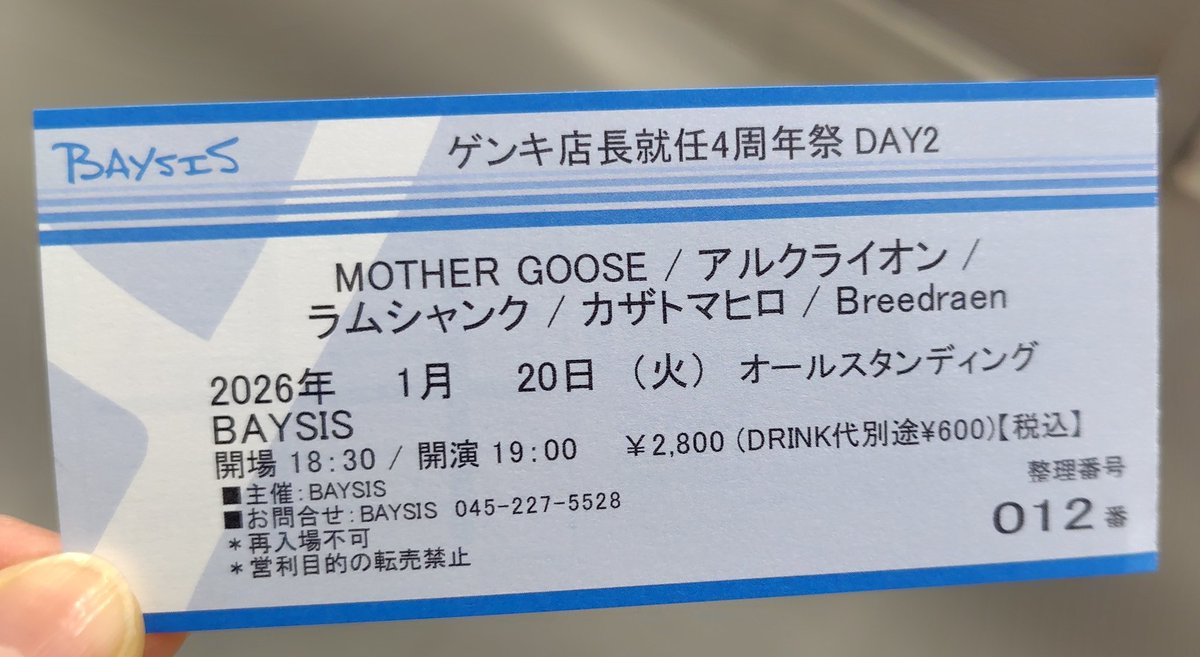 BAYSIS
ゲンキ店長就任4周年祭 DAY2
MOTHER GOOSE / アルクライオン /
ラムシャンク / カザトマヒロ / Breedraen
2026年 1月 20日 (火) オールスタンディング
BAYSIS
開場 18:30 / 開演 19:00 ￥2,800 (DRINK代別途¥600)【税込】
■主催:BAYSIS
■お問合せ:BAYSIS 045-227-5528
*再入場不可
*営利目的の転売禁止
整理番号
012番